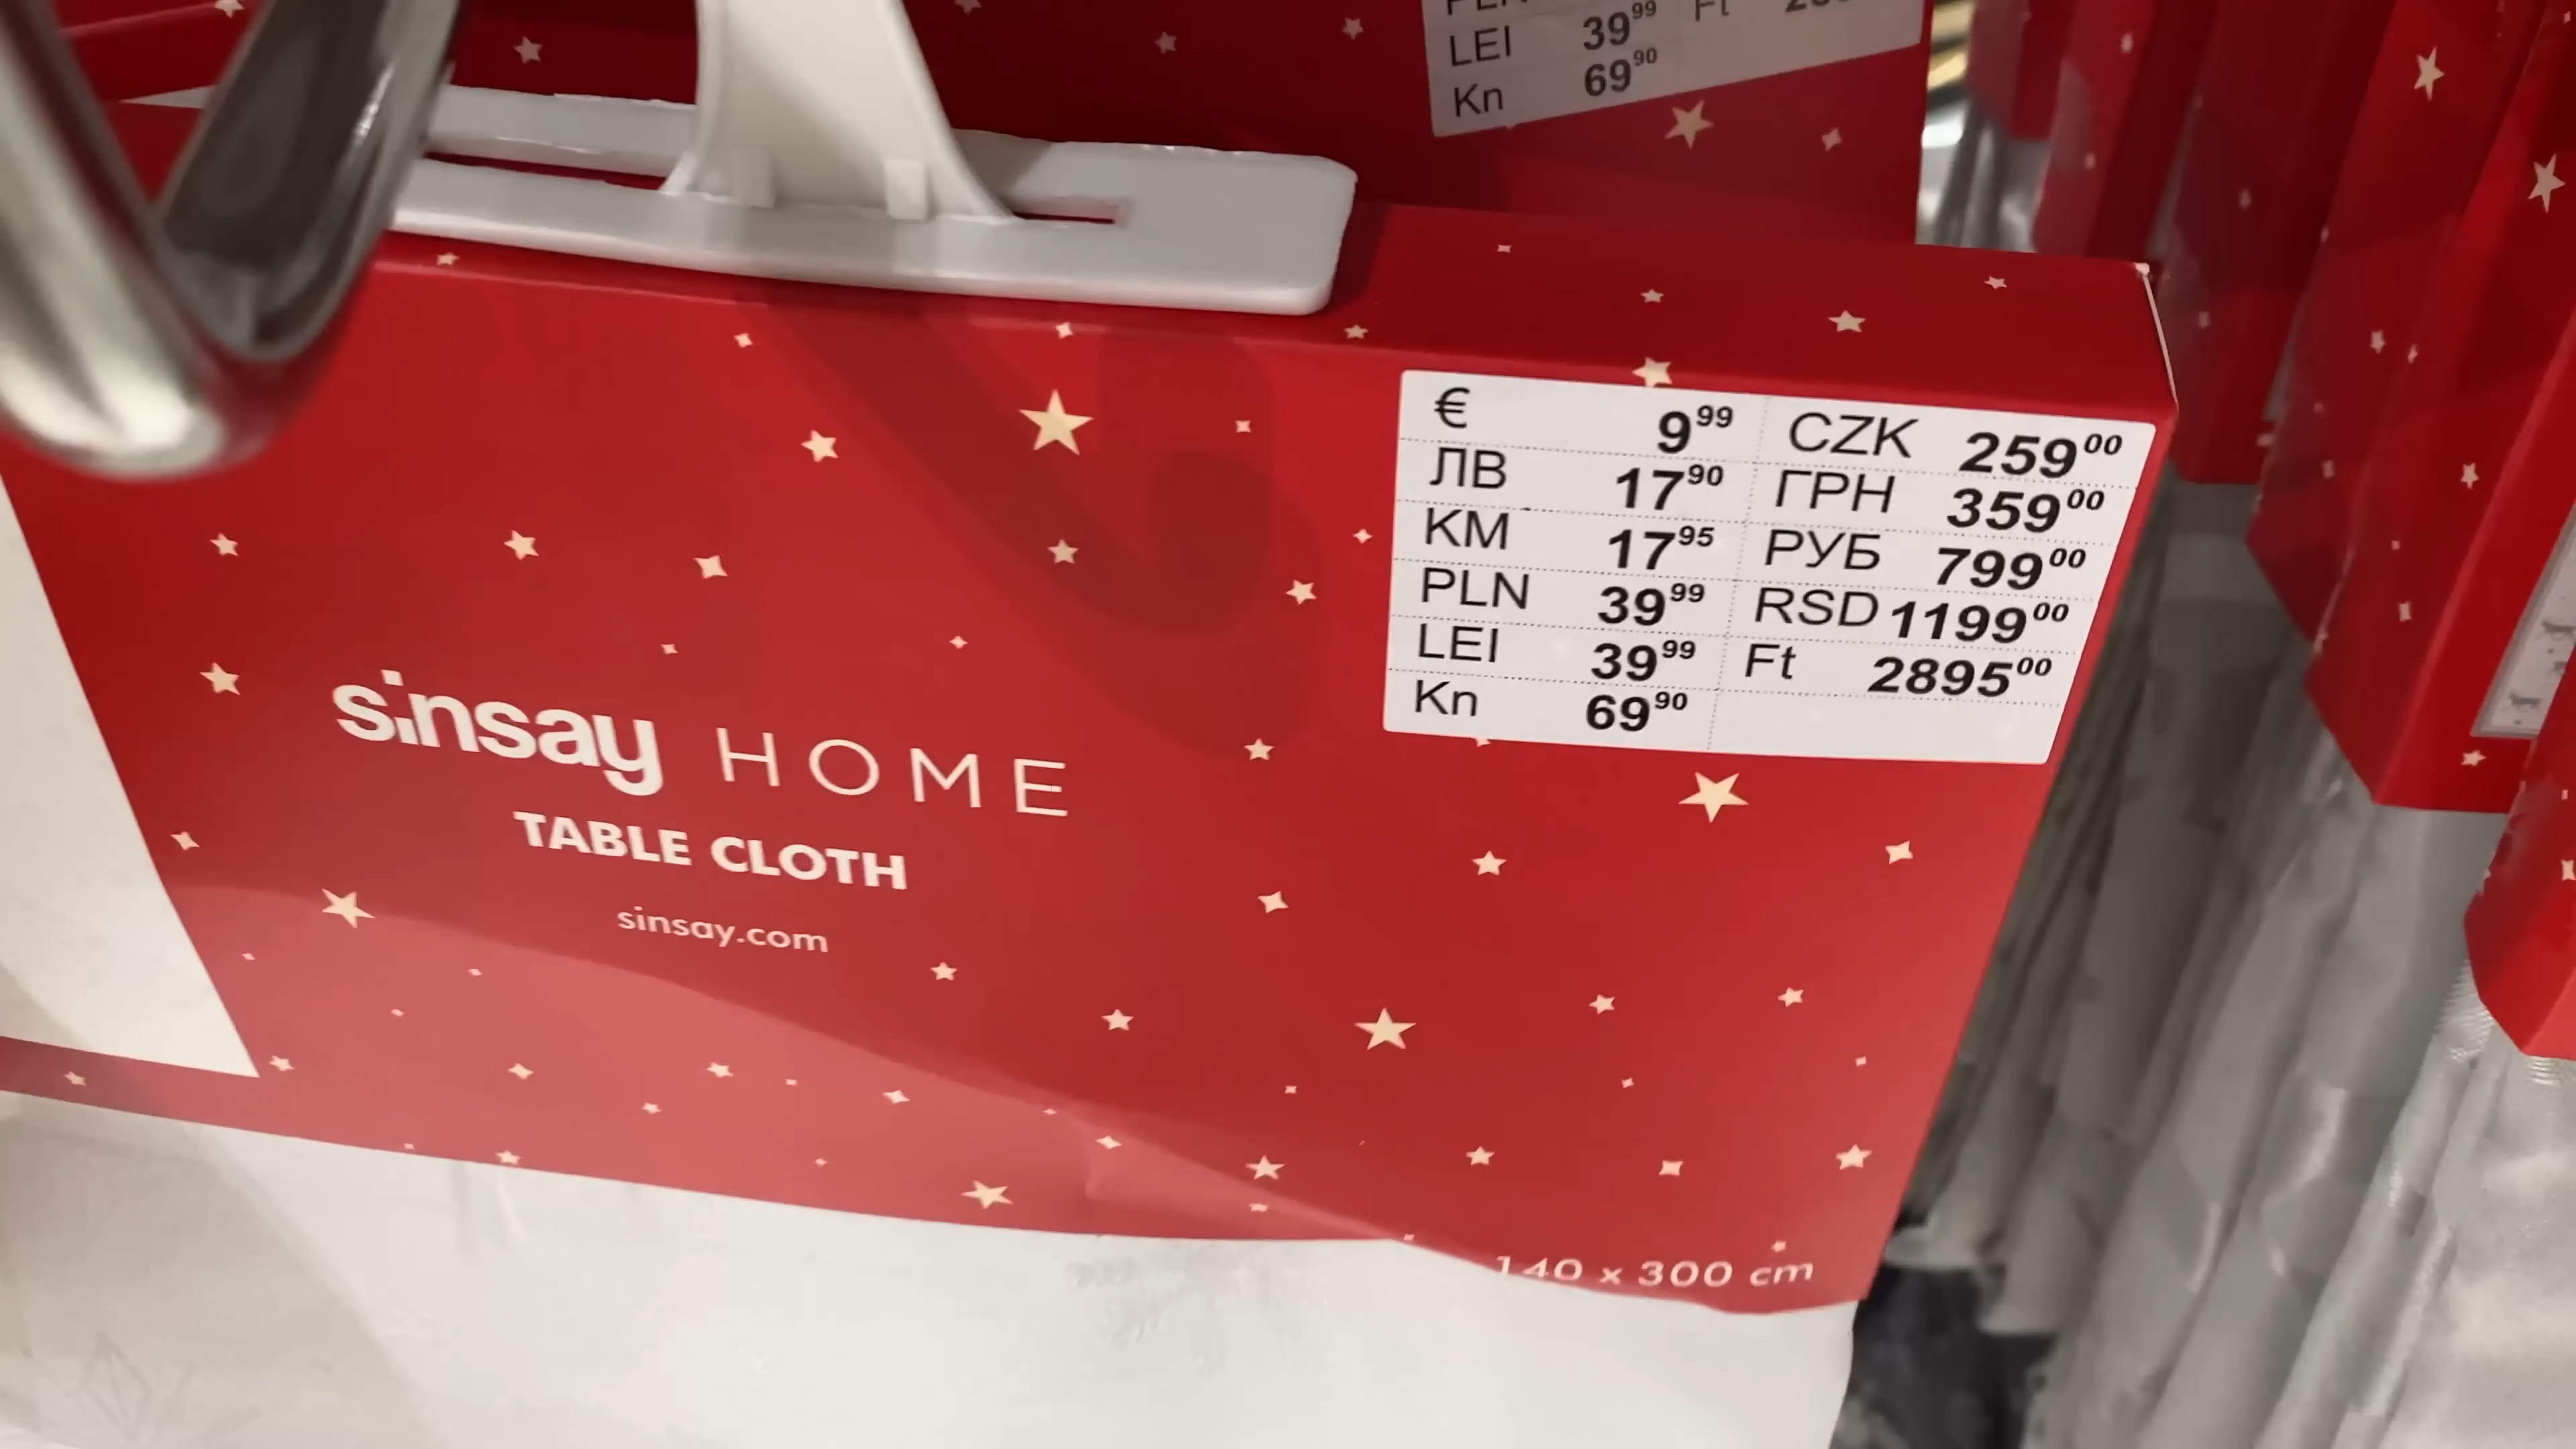 LEI 39⁹⁹ Ft
Kn 69⁹⁰
€ 9⁹⁹ CZK 259⁰⁰
ЛВ 17⁹⁰ ГРН 359⁰⁰
KM 17⁹⁵ РУБ 799⁰⁰
PLN 39⁹⁹ RSD 1199⁰⁰
LEI 39⁹⁹ Ft 2895⁰⁰
Kn 69⁹⁰
sinsay HOME
TABLE CLOTH
sinsay.com
140 x 300 cm